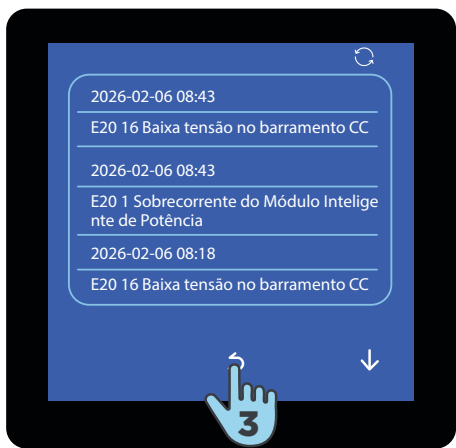 2026-02-06 08:43
E20 16 Baixa tensão no barramento CC
2026-02-06 08:43
E20 1 Sobrecorrente do Módulo Intelige
nte de Potência
2026-02-06 08:18
E20 16 Baixa tensão no barramento CC
3